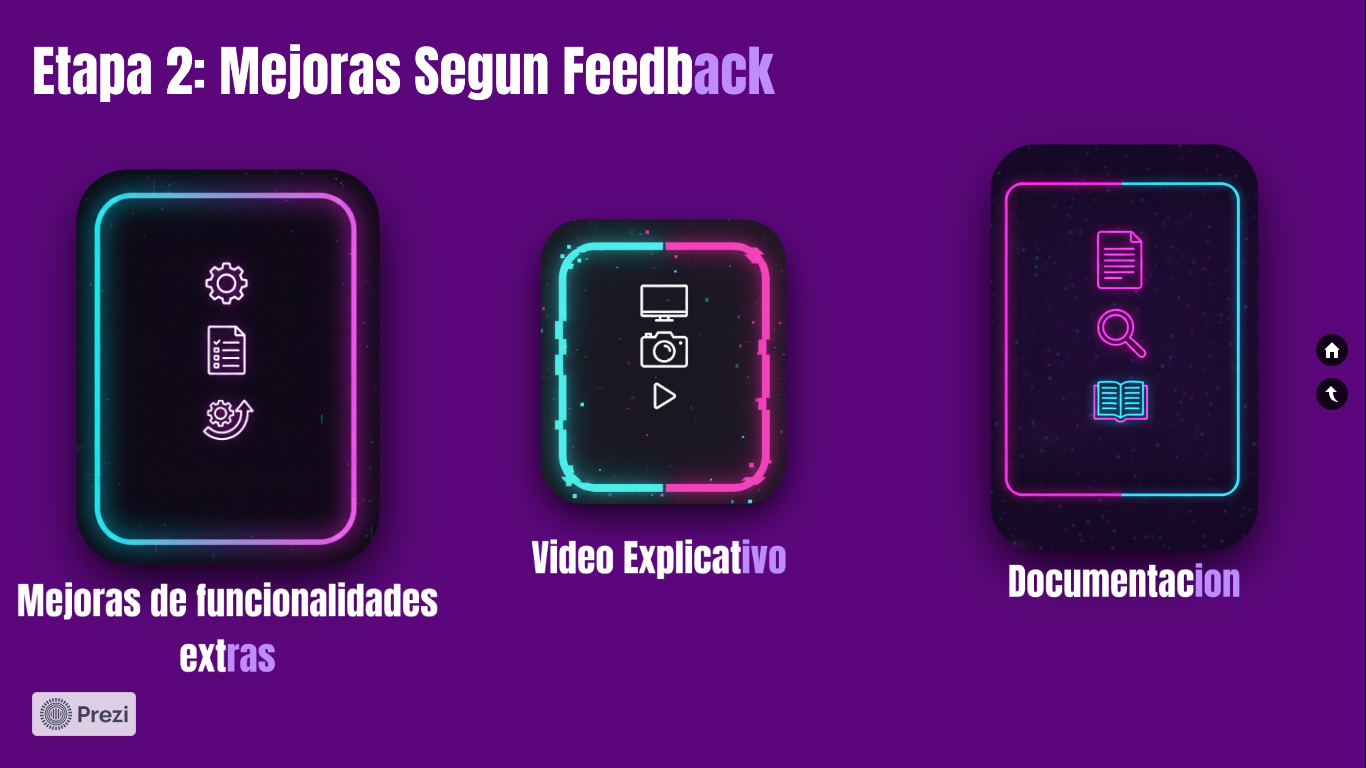 Etapa 2: Mejoras Segun Feedback
Mejoras de funcionalidades
extras
Video Explicativo
Documentacion
Prezi